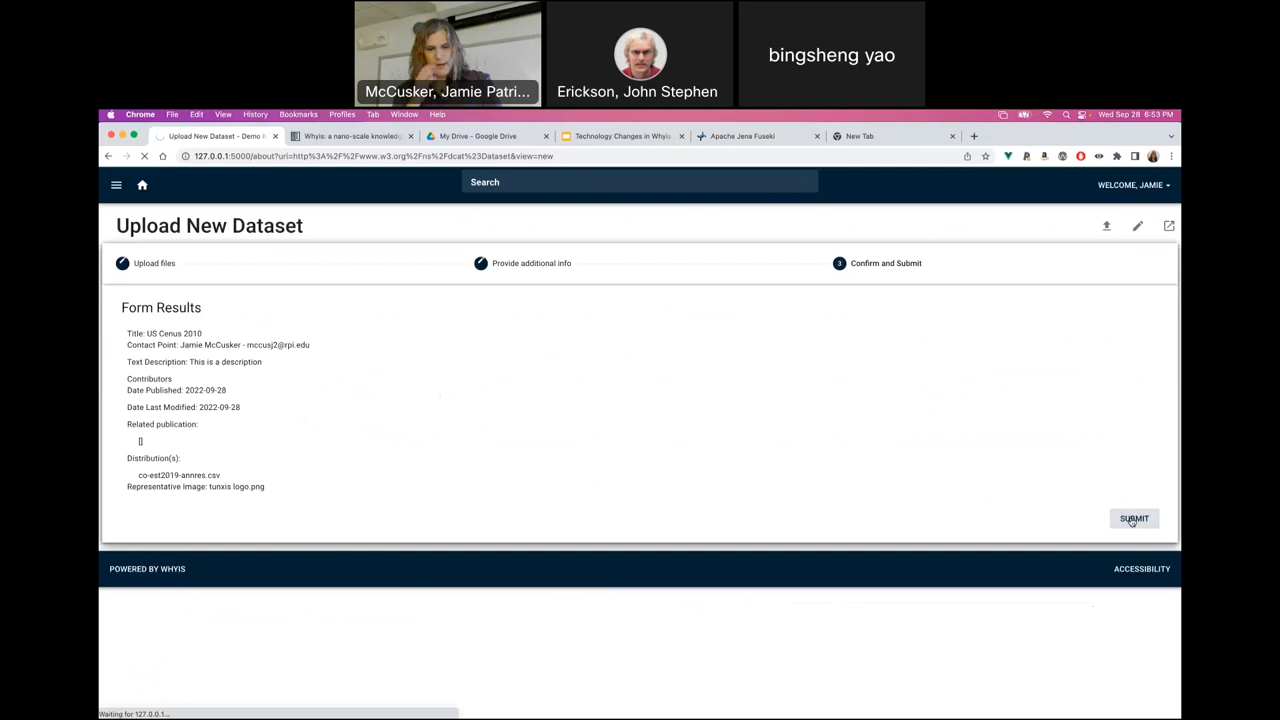 McCusker, Jamie Patri...
Erickson, John Stephen
bingsheng yao
Chrome File Edit View History Bookmarks Profiles Tab Window Help
Wed Sep 28 6:53 PM
Upload New Dataset - Demo K
Whyis: a nano-scale knowledg
My Drive - Google Drive
Technology Changes in Whyis
Apache Jena Fuseki
New Tab
127.0.0.1:5000/about?uri=http%3A%2F%2Fwww.w3.org%2Fns%2Fdcat%23Dataset&view=new
Search
WELCOME, JAMIE
Upload New Dataset
Upload files
Provide additional info
3 Confirm and Submit
Form Results
Title: US Cenus 2010
Contact Point: Jamie McCusker - mccusj2@rpi.edu
Text Description: This is a description
Contributors
Date Published: 2022-09-28
Date Last Modified: 2022-09-28
Related publication:
[]
Distribution(s):
co-est2019-annres.csv
Representative Image: tunxis logo.png
SUBMIT
POWERED BY WHYIS
ACCESSIBILITY
Waiting for 127.0.0.1...